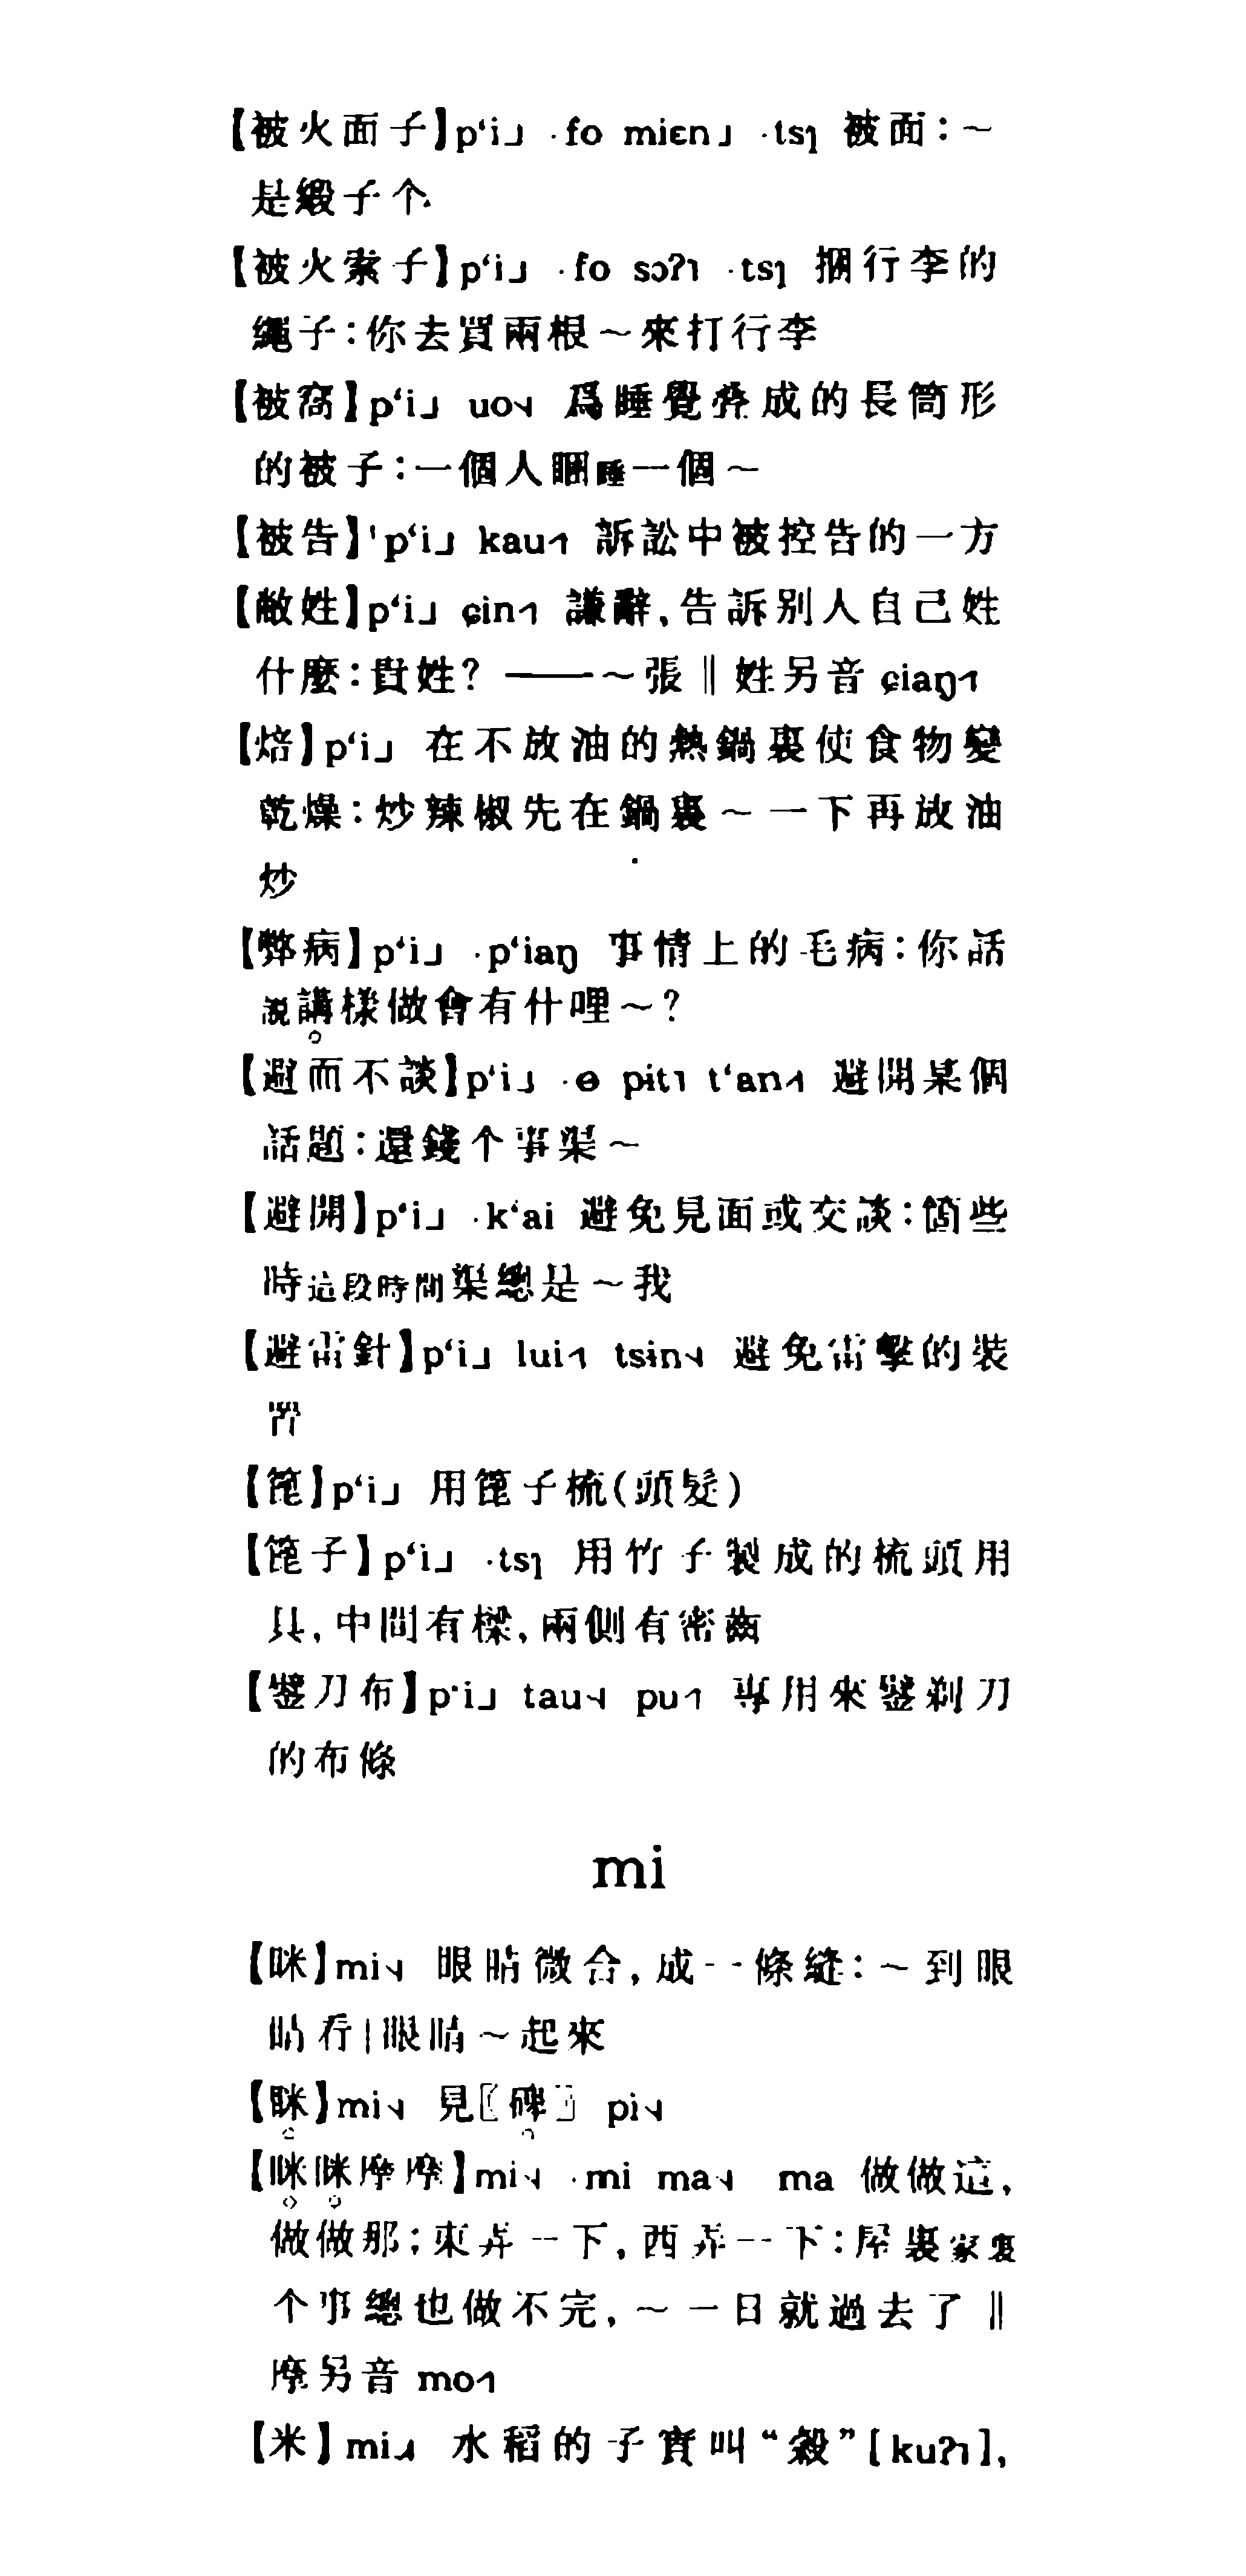 【被火面子】p‘i˩ ·fo miɛn˩ ·tsɿ 被面：～
是緞子个
【被火索子】p‘i˩ ·fo sɔʔ˥ ·tsɿ 捆行李的
繩子：你去買兩根～來打行李
【被窩】p‘i˩ uo˨˩ 爲睡覺叠成的長筒形
的被子：一個人睏睡一個～
【被告】p‘i˩ kau˦ 訴訟中被控告的一方
【敝姓】p‘i˩ ɕin˦ 謙辭，告訴别人自己姓
什麽：貴姓？——～張‖姓另音 ɕiaŋ˦
【焙】p‘i˩ 在不放油的熱鍋裏使食物變
乾燥：炒辣椒先在鍋裏～一下再放油
炒
【弊病】p‘i˩ ·p‘iaŋ 事情上的毛病：你話
説講樣做會有什哩～？
【避而不談】p‘i˩ ·ɵ pit˥ t‘an˦ 避開某個
話題：還錢个事渠～
【避開】p‘i˩ ·k‘ai 避免見面或交談：箇些
時這段時間渠總是～我
【避雷針】p‘i˩ lui˦ tsin˨˩ 避免雷擊的裝
置
【篦】p‘i˩ 用篦子梳（頭髮）
【篦子】p‘i˩ ·tsɿ 用竹子製成的梳頭用
具，中間有樑，兩側有密齒
【鐾刀布】p‘i˩ tau˨˩ pu˦ 專用來鐾剃刀
的布條
mi
【眯】mi˨˩ 眼睛微合，成一條縫：～到眼
睛看|眼睛～起來
【眯】mi˨˩ 見〖碑〗 pi˨˩
【眯眯摩摩】mi˨˩ ·mi ma˨˩ ma 做做這，
做做那；東弄一下，西弄一下：屋裏家裏
个事總也做不完，～一日就過去了‖
摩另音 mo˦
【米】mi˨˩˧ 水稻的子實叫“穀”[kuʔ˥]，